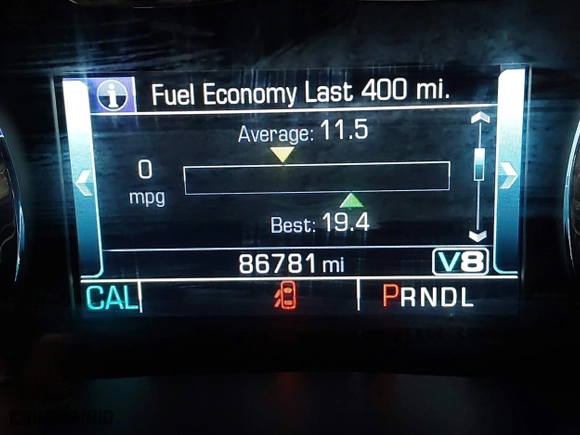 Fuel Economy Last 400 mi.
Average: 11.5
0
mpg
Best: 19.4
86781 mi
V8
CAL
PRNDL